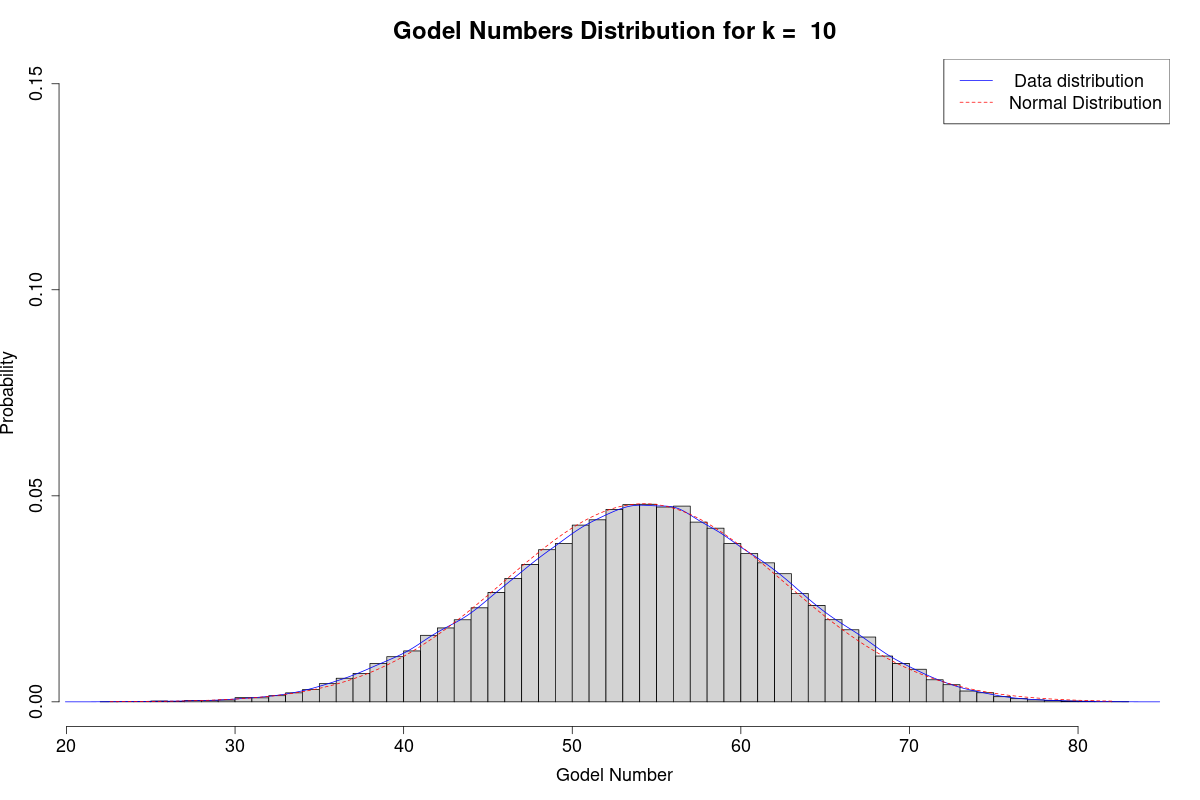 Godel Numbers Distribution for k =  10
Data distribution
Normal Distribution
0.15
0.10
0.05
0.00
Probability
20 30 40 50 60 70 80
Godel Number